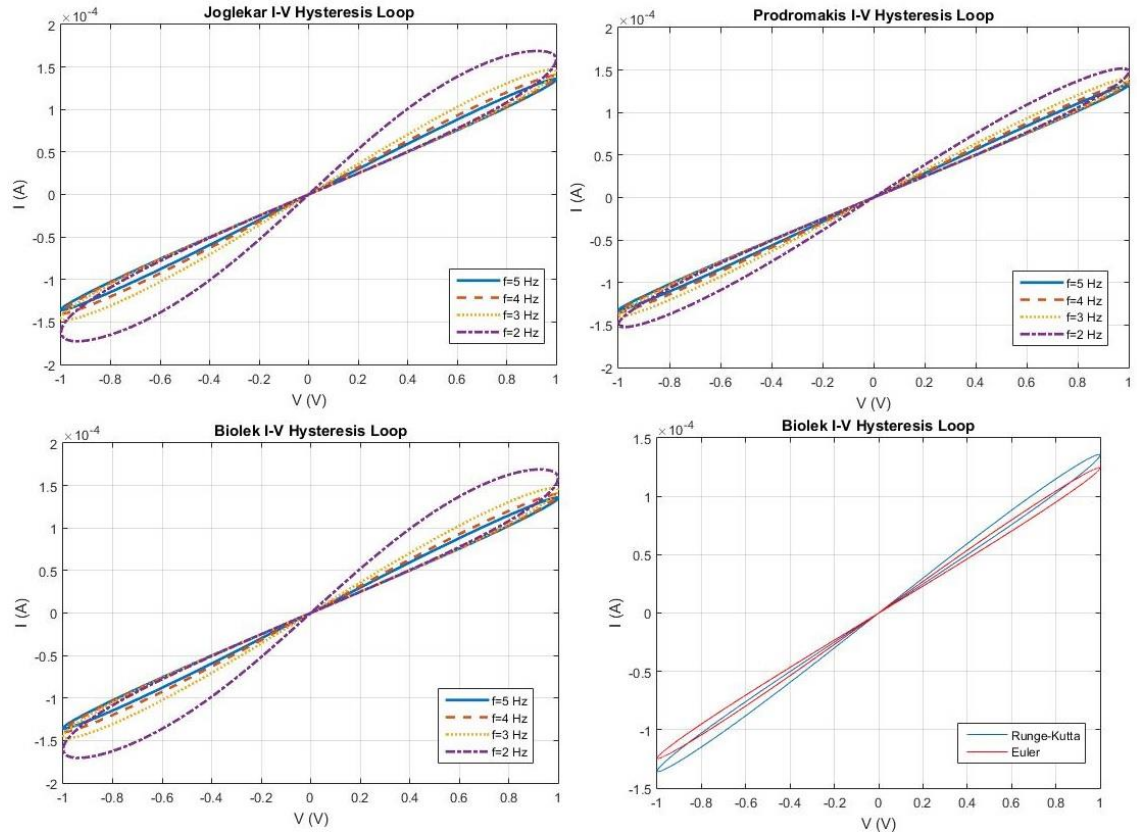 Joglekar I-V Hysteresis Loop
×10^-4
2
1.5
1
0.5
0
-0.5
-1
-1.5
-2
I (A)
-1 -0.8 -0.6 -0.4 -0.2 0 0.2 0.4 0.6 0.8 1
V (V)
f=5 Hz
f=4 Hz
f=3 Hz
f=2 Hz
Prodromakis I-V Hysteresis Loop
×10^-4
2
1.5
1
0.5
0
-0.5
-1
-1.5
-2
I (A)
-1 -0.8 -0.6 -0.4 -0.2 0 0.2 0.4 0.6 0.8 1
V (V)
f=5 Hz
f=4 Hz
f=3 Hz
f=2 Hz
Biolek I-V Hysteresis Loop
×10^-4
2
1.5
1
0.5
0
-0.5
-1
-1.5
-2
I (A)
-1 -0.8 -0.6 -0.4 -0.2 0 0.2 0.4 0.6 0.8 1
V (V)
f=5 Hz
f=4 Hz
f=3 Hz
f=2 Hz
Biolek I-V Hysteresis Loop
×10^-4
1.5
1
0.5
0
-0.5
-1
-1.5
I (A)
-1 -0.8 -0.6 -0.4 -0.2 0 0.2 0.4 0.6 0.8 1
V (V)
Runge-Kutta
Euler